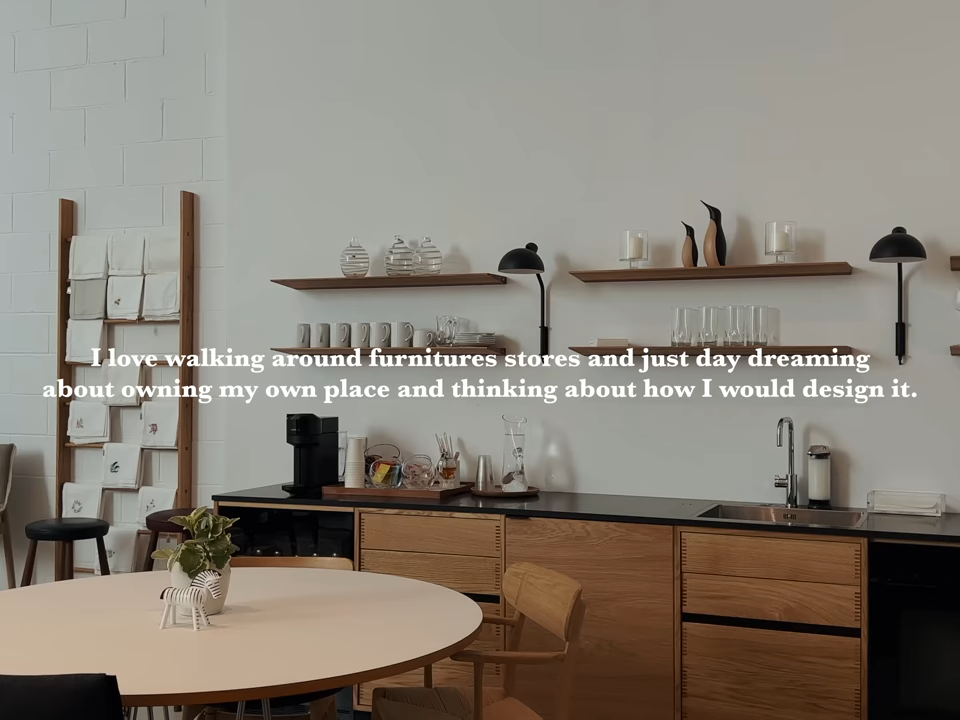 I love walking around furnitures stores and just day dreaming
about owning my own place and thinking about how I would design it.